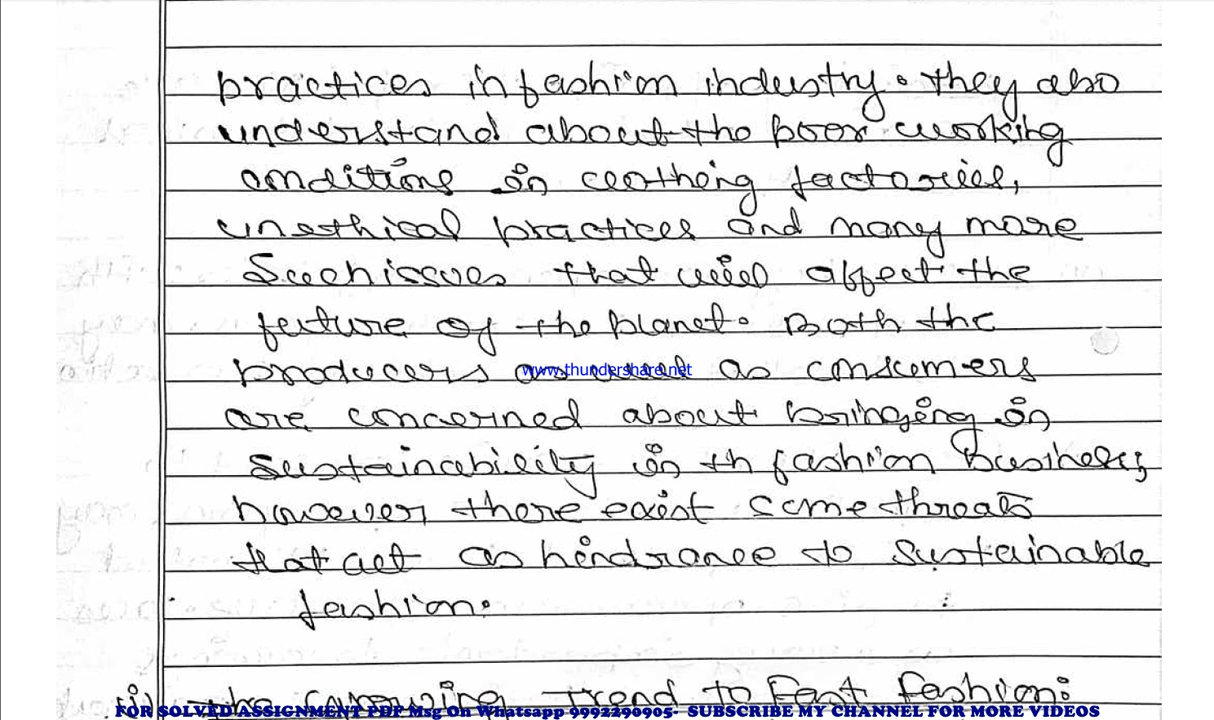 practices in fashion industry. they also
understand about the poor working
conditions in clothing factories,
unethical practices and many more
Such issues that will affect the
future of the planet. Both the
producers as well as consumers
www.thundershare.net
are concerned about bringing in
sustainability in th fashion business,
however there exist some threats
that act as hindrance to sustainable
fashion.
the Growing Trend to Fast fashion:
FOR SOLVED ASSIGNMENT PDF Msg On Whatsapp 9992290905- SUBSCRIBE MY CHANNEL FOR MORE VIDEOS